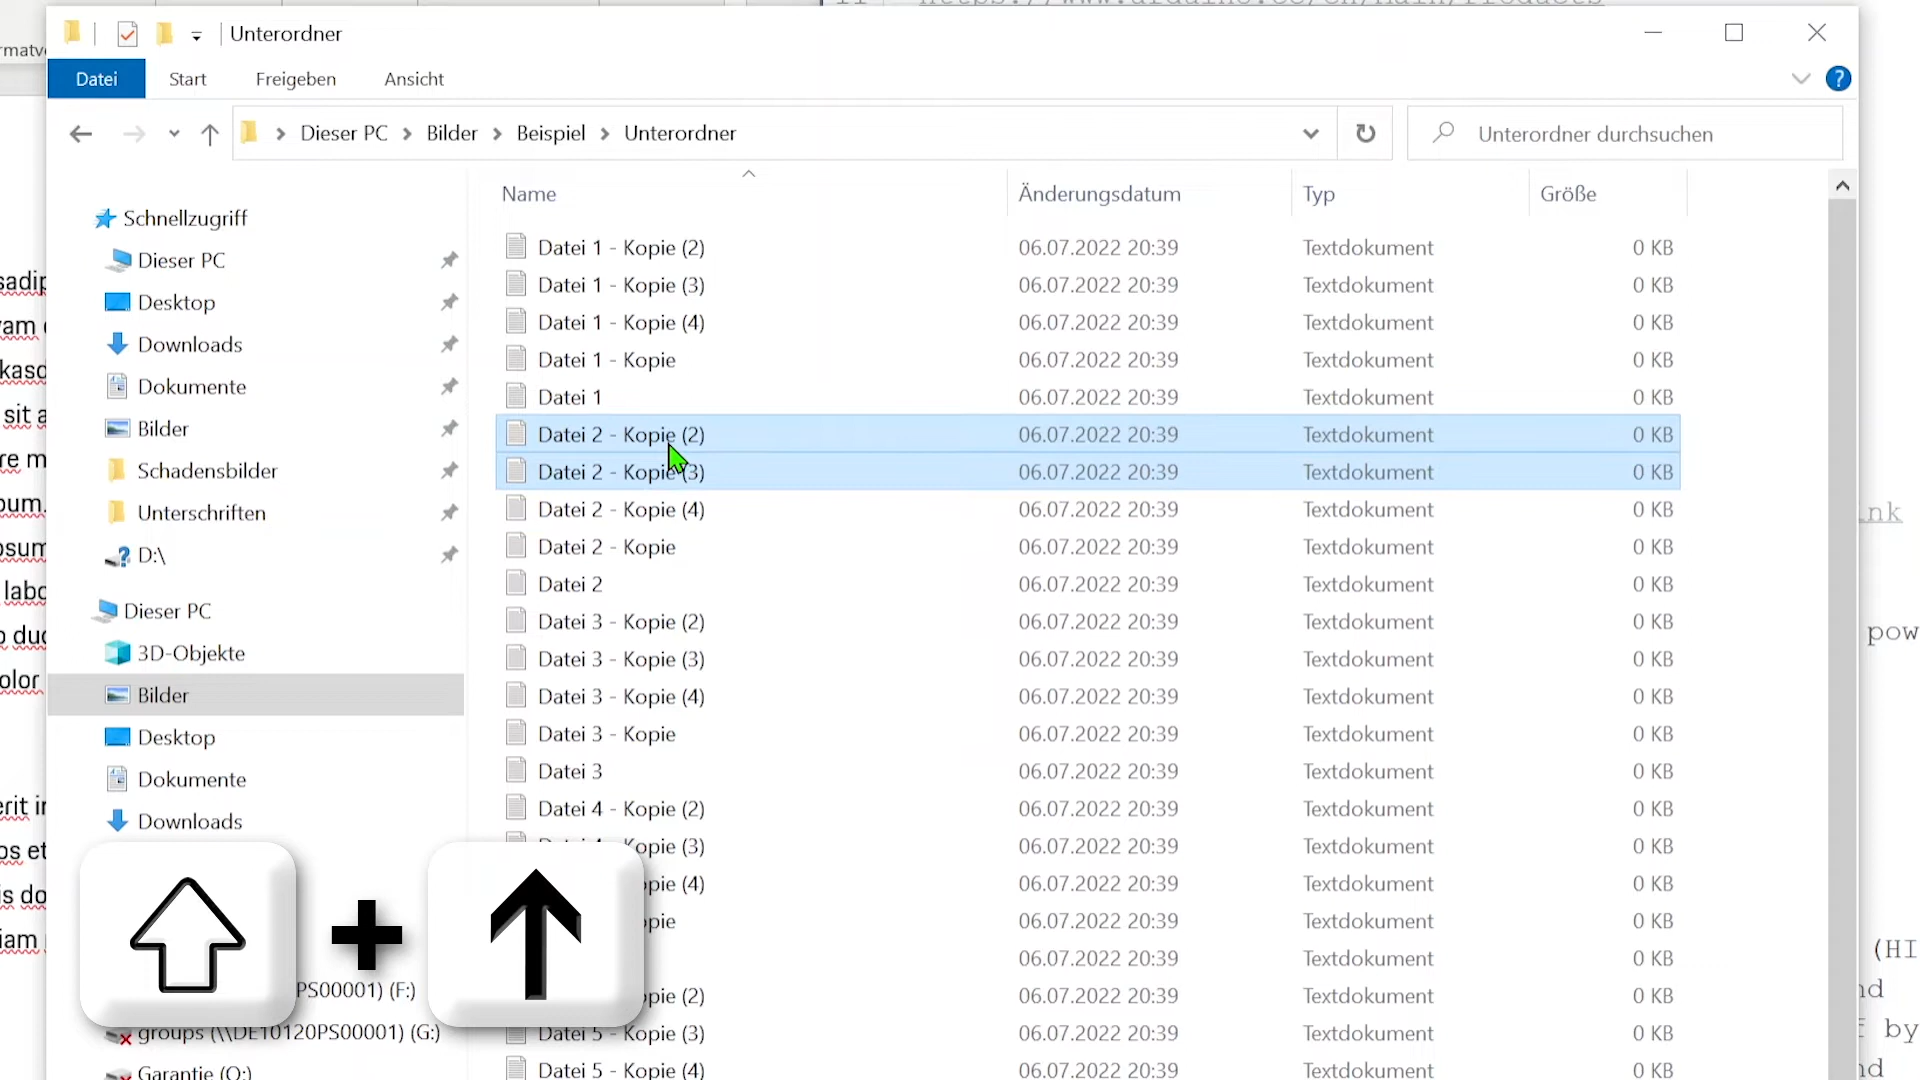 Unterordner
Datei Start Freigeben Ansicht
Dieser PC Bilder Beispiel Unterordner
Unterordner durchsuchen
Name Änderungsdatum Typ Größe
Schnellzugriff
Dieser PC
Desktop
Downloads
Dokumente
Bilder
Schadensbilder
Unterschriften
D:\
Dieser PC
3D-Objekte
Bilder
Desktop
Dokumente
Downloads
PS00001) (F:)
groups (\\DE10120PS00001) (G:)
Garantie (O:)
Datei 1 - Kopie (2) 06.07.2022 20:39 Textdokument 0 KB
Datei 1 - Kopie (3) 06.07.2022 20:39 Textdokument 0 KB
Datei 1 - Kopie (4) 06.07.2022 20:39 Textdokument 0 KB
Datei 1 - Kopie 06.07.2022 20:39 Textdokument 0 KB
Datei 1 06.07.2022 20:39 Textdokument 0 KB
Datei 2 - Kopie (2) 06.07.2022 20:39 Textdokument 0 KB
Datei 2 - Kopie (3) 06.07.2022 20:39 Textdokument 0 KB
Datei 2 - Kopie (4) 06.07.2022 20:39 Textdokument 0 KB
Datei 2 - Kopie 06.07.2022 20:39 Textdokument 0 KB
Datei 2 06.07.2022 20:39 Textdokument 0 KB
Datei 3 - Kopie (2) 06.07.2022 20:39 Textdokument 0 KB
Datei 3 - Kopie (3) 06.07.2022 20:39 Textdokument 0 KB
Datei 3 - Kopie (4) 06.07.2022 20:39 Textdokument 0 KB
Datei 3 - Kopie 06.07.2022 20:39 Textdokument 0 KB
Datei 3 06.07.2022 20:39 Textdokument 0 KB
Datei 4 - Kopie (2) 06.07.2022 20:39 Textdokument 0 KB
opie (3) 06.07.2022 20:39 Textdokument 0 KB
pie (4) 06.07.2022 20:39 Textdokument 0 KB
pie 06.07.2022 20:39 Textdokument 0 KB
06.07.2022 20:39 Textdokument 0 KB
pie (2) 06.07.2022 20:39 Textdokument 0 KB
Datei 5 - Kopie (3) 06.07.2022 20:39 Textdokument 0 KB
Datei 5 - Kopie (4) 06.07.2022 20:39 Textdokument 0 KB